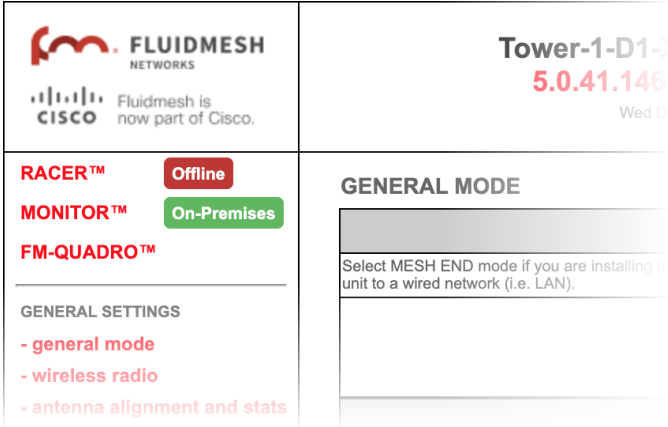 FLUIDMESH
NETWORKS
CISCO
Fluidmesh is
now part of Cisco.
Tower-1-D1-
5.0.41.146
Wed
RACER™ Offline
MONITOR™ On-Premises
FM-QUADRO™
GENERAL SETTINGS
- general mode
- wireless radio
- antenna alignment and stats
GENERAL MODE
Select MESH END mode if you are installing
unit to a wired network (i.e. LAN).